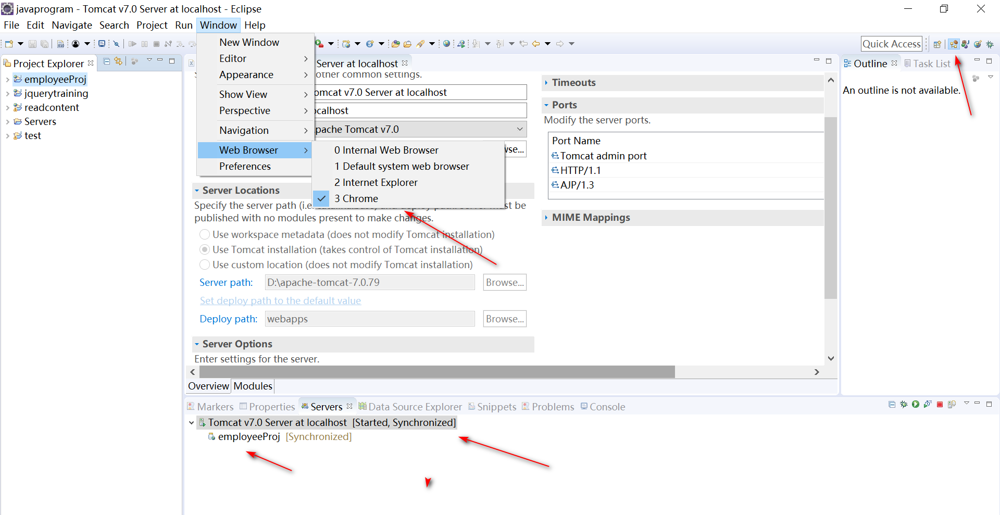 javaprogram - Tomcat v7.0 Server at localhost - Eclipse
File Edit Navigate Search Project Run Window Help
Quick Access
Project Explorer
employeeProj
jquerytraining
readcontent
Servers
test
New Window
Editor
Appearance
Show View
Perspective
Navigation
Web Browser
Preferences
0 Internal Web Browser
1 Default system web browser
2 Internet Explorer
3 Chrome
Server at localhost
other common settings.
omcat v7.0 Server at localhost
ocalhost
pache Tomcat v7.0
wse...
Server Locations
Specify the server path (i.e. must be
published with no modules present to make changes.
Use workspace metadata (does not modify Tomcat installation)
Use Tomcat installation (takes control of Tomcat installation)
Use custom location (does not modify Tomcat installation)
Server path: D:\apache-tomcat-7.0.79 Browse...
Set deploy path to the default value
Deploy path: webapps Browse...
Server Options
Enter settings for the server.
Overview Modules
Timeouts
Ports
Modify the server ports.
Port Name
Tomcat admin port
HTTP/1.1
AJP/1.3
MIME Mappings
Outline Task List
An outline is not available.
Markers Properties Servers Data Source Explorer Snippets Problems Console
Tomcat v7.0 Server at localhost [Started, Synchronized]
employeeProj [Synchronized]